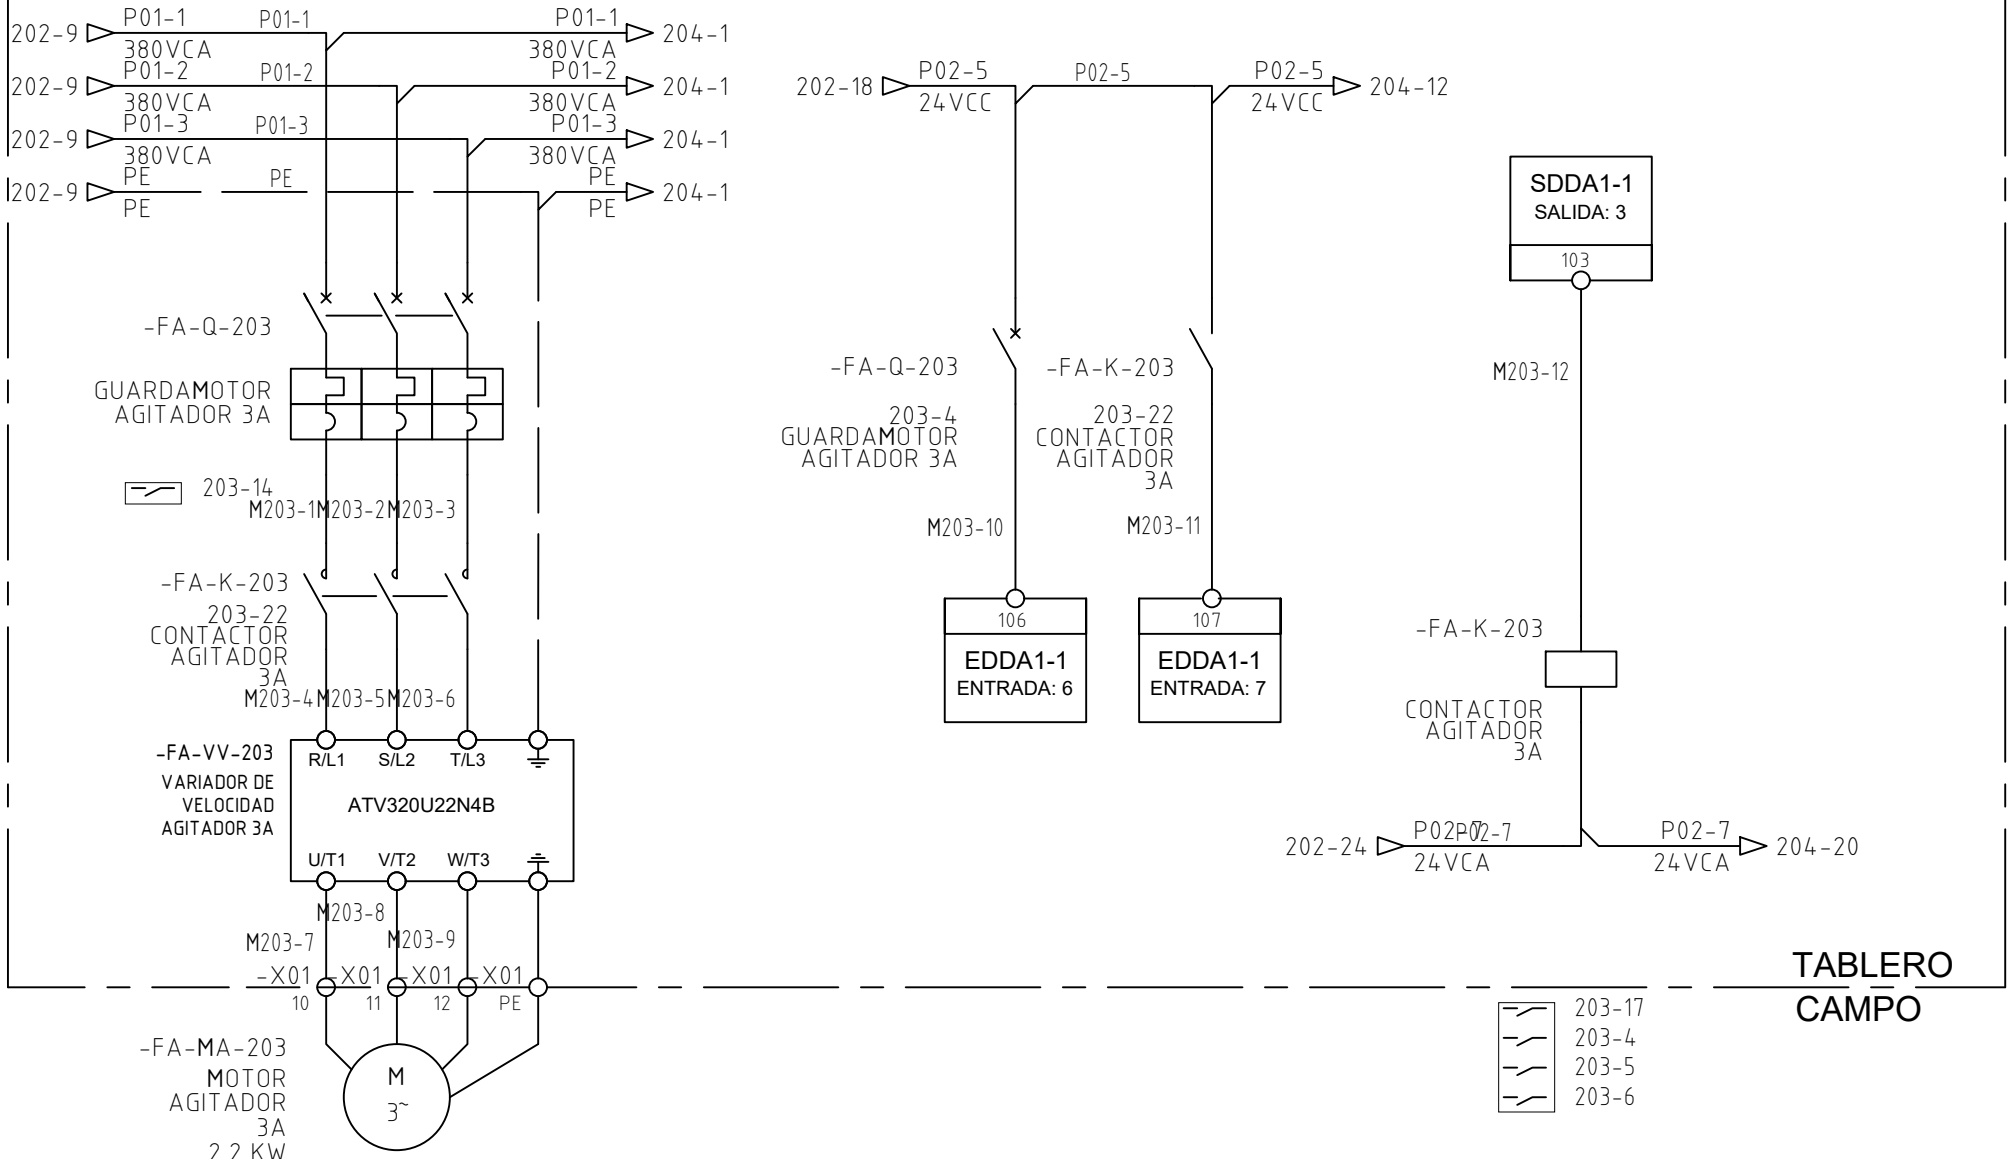 202-9 P01-1 P01-1 P01-1 204-1
380VCA 380VCA
202-9 P01-2 P01-2 P01-2 204-1
380VCA 380VCA
202-9 P01-3 P01-3 P01-3 204-1
380VCA 380VCA
202-9 PE PE PE 204-1
PE PE
202-18 P02-5 P02-5 P02-5 204-12
24VCC 24VCC
SDDA1-1
SALIDA: 3
103
-FA-Q-203
GUARDAMOTOR
AGITADOR 3A
203-14
M203-1 M203-2 M203-3
-FA-K-203
203-22
CONTACTOR
AGITADOR
3A
M203-4 M203-5 M203-6
-FA-VV-203
VARIADOR DE
VELOCIDAD
AGITADOR 3A
R/L1 S/L2 T/L3
ATV320U22N4B
U/T1 V/T2 W/T3
M203-8
M203-7 M203-9
-X01 -X01 -X01 -X01
10 11 12 PE
-FA-MA-203
MOTOR
AGITADOR
3A
2.2 KW
M
3~
-FA-Q-203
203-4
GUARDAMOTOR
AGITADOR 3A
M203-10
106
EDDA1-1
ENTRADA: 6
-FA-K-203
203-22
CONTACTOR
AGITADOR
3A
M203-11
107
EDDA1-1
ENTRADA: 7
M203-12
-FA-K-203
CONTACTOR
AGITADOR
3A
202-24 P02-7 P02-7 P02-7 204-20
24VCA 24VCA
TABLERO
CAMPO
203-17
203-4
203-5
203-6